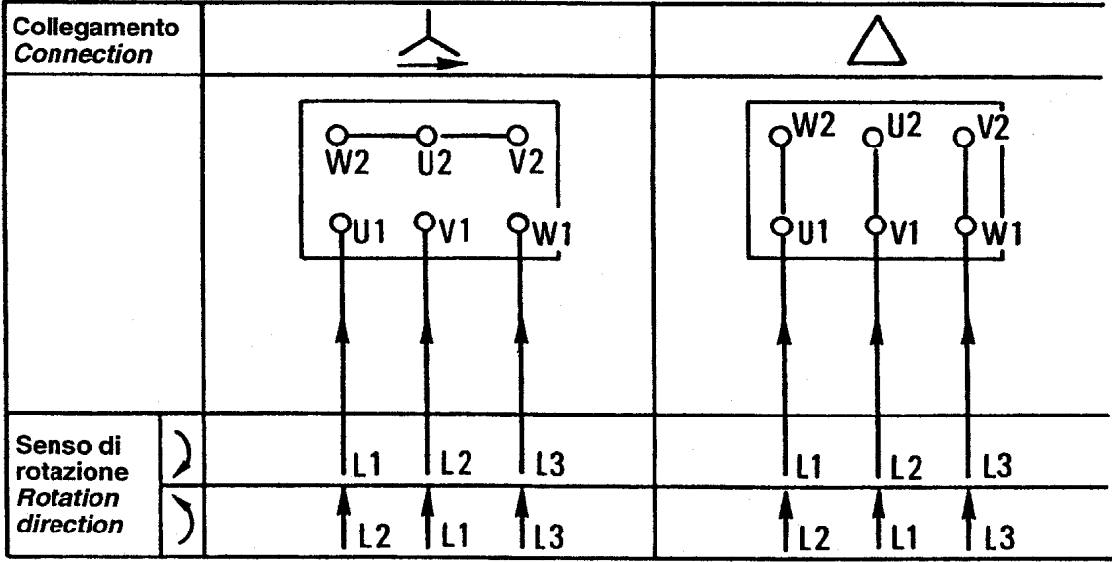 Collegamento
Connection
W2 U2 V2
U1 V1 W1
W2 U2 V2
U1 V1 W1
Senso di
rotazione
Rotation
direction
L1 L2 L3
L1 L2 L3
L2 L1 L3
L2 L1 L3